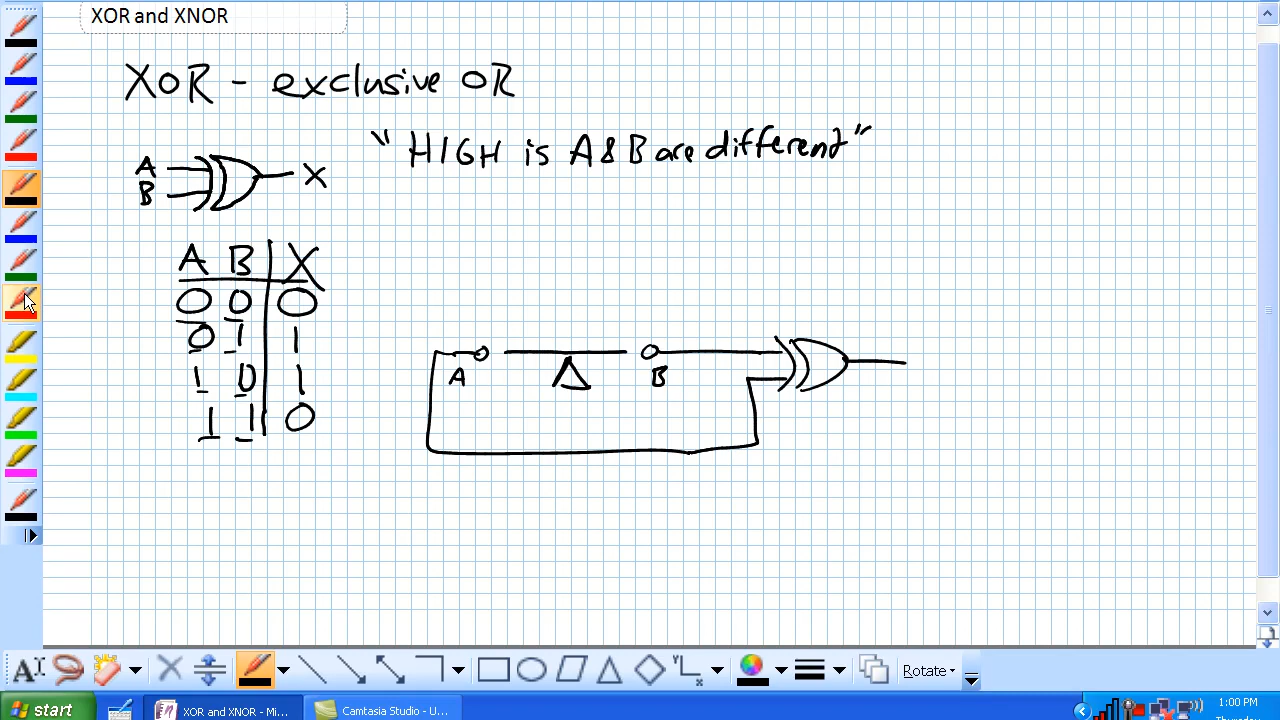 XOR and XNOR
XOR - exclusive OR
"HIGH is A & B are different"
A
B
X
A B X
0 0 0
0 1 1
1 0 1
1 1 0
A
B
A
Rotate
start
XOR and XNOR - Mi...
Camtasia Studio - U...
1:00 PM
Thursday